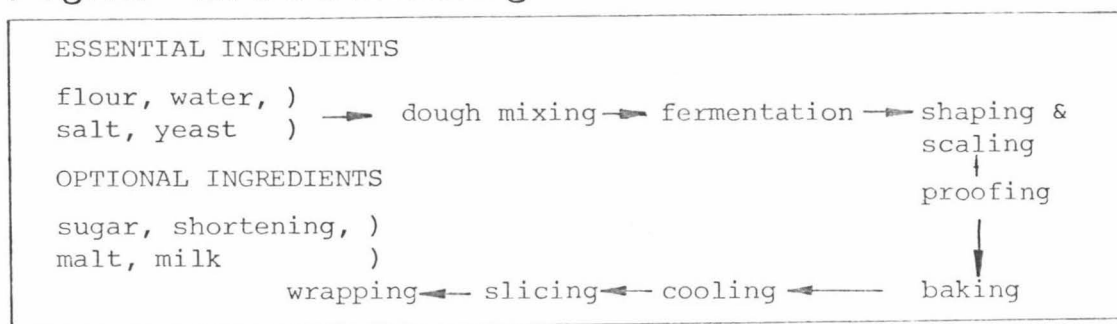 ESSENTIAL INGREDIENTS
flour, water, )
salt, yeast )
dough mixing
fermentation
shaping &
scaling
OPTIONAL INGREDIENTS
proofing
sugar, shortening, )
malt, milk )
wrapping
slicing
cooling
baking